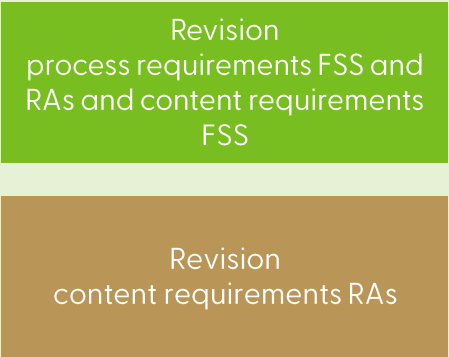 Revision
process requirements FSS and
RAs and content requirements
FSS
Revision
content requirements RAs